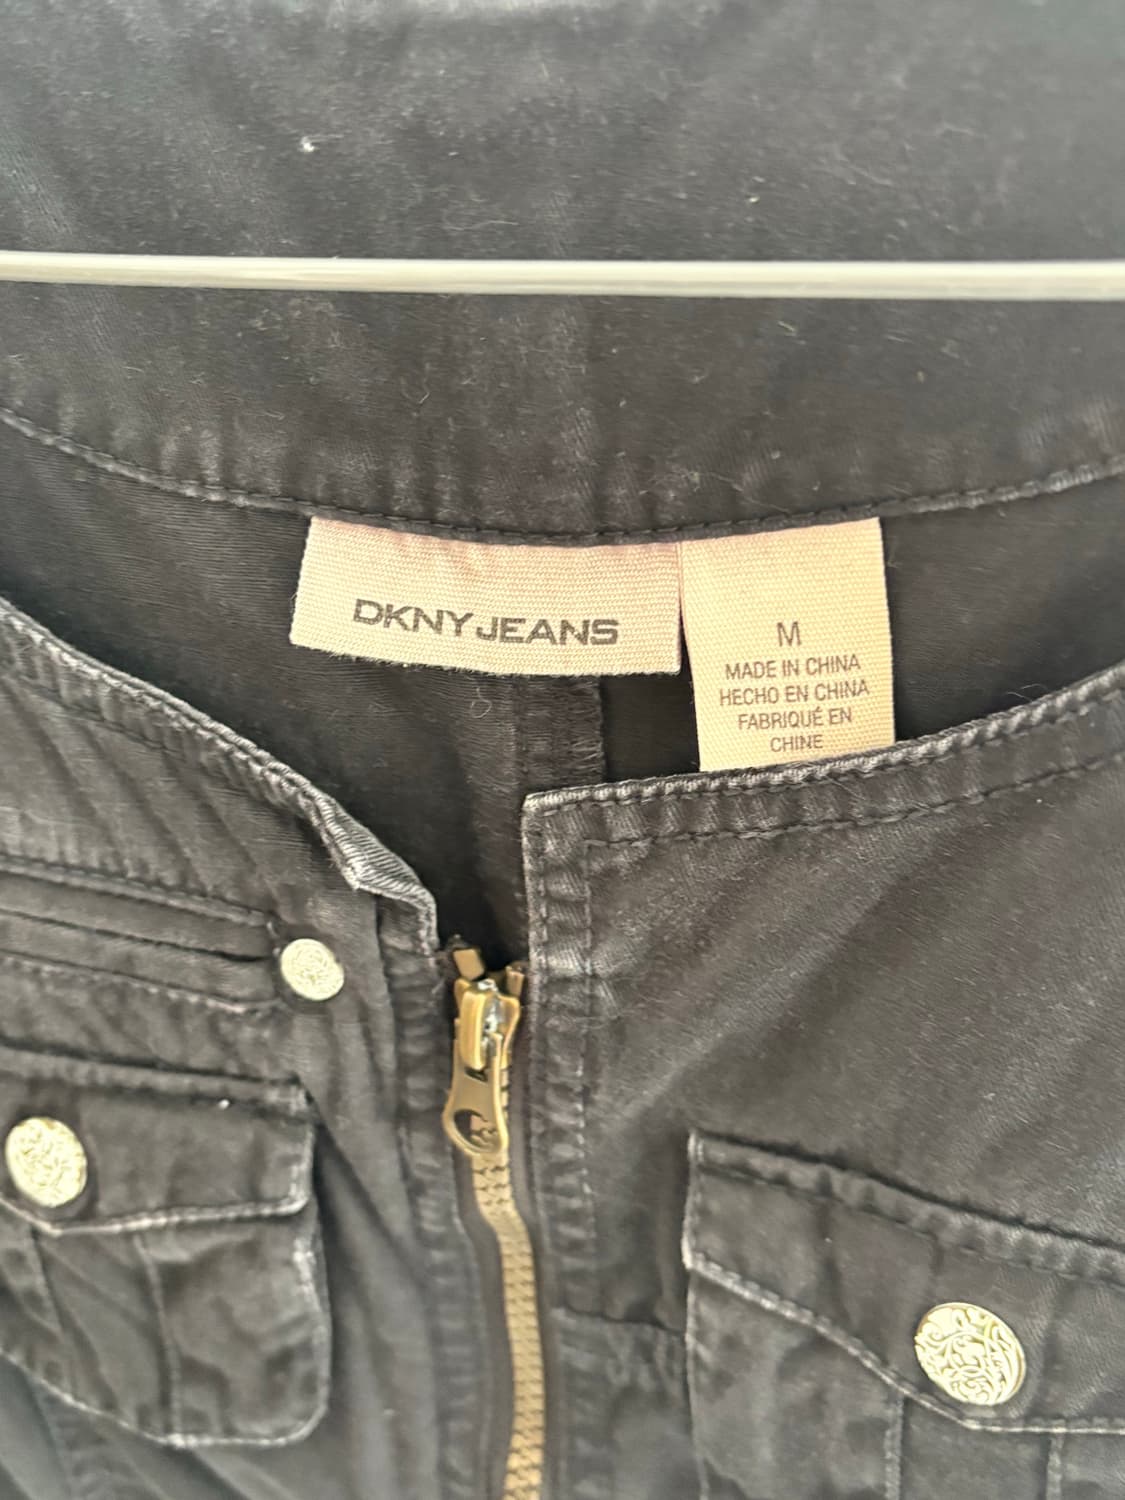 DKNY JEANS
M
MADE IN CHINA
HECHO EN CHINA
FABRIQUÉ EN
CHINE